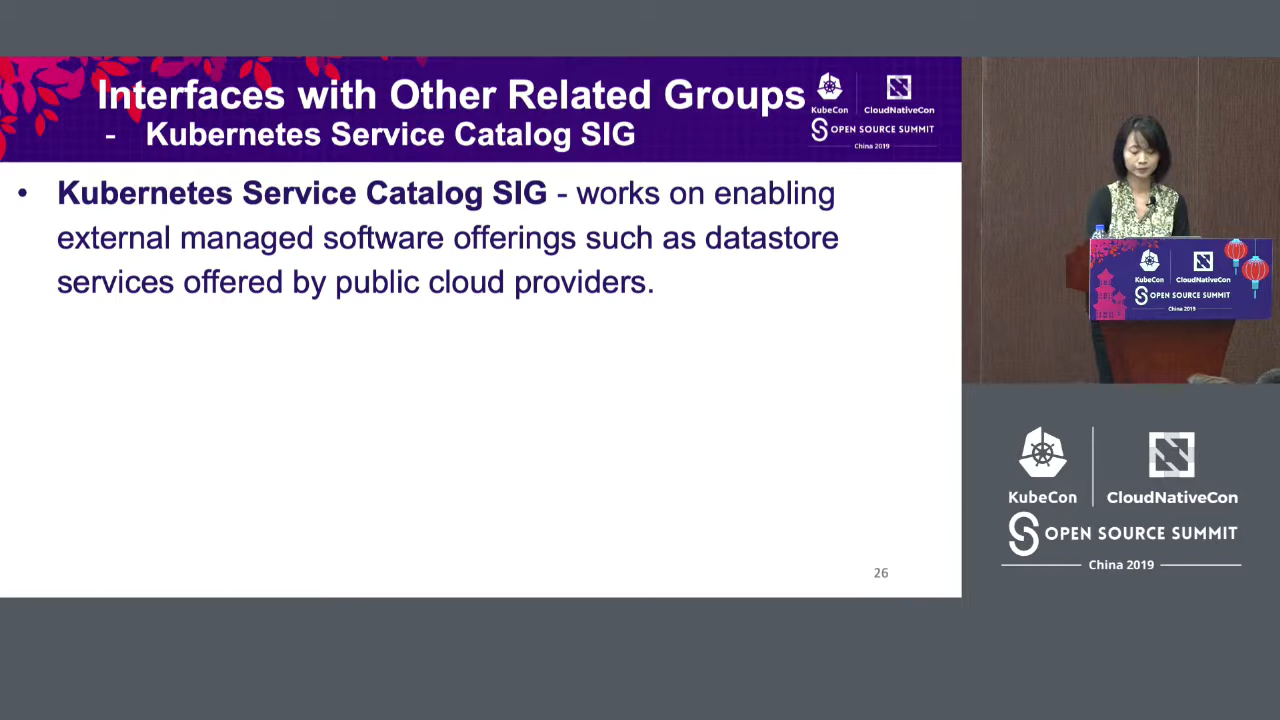 Interfaces with Other Related Groups
- Kubernetes Service Catalog SIG
KubeCon
CloudNativeCon
OPEN SOURCE SUMMIT
China 2019
• Kubernetes Service Catalog SIG - works on enabling
external managed software offerings such as datastore
services offered by public cloud providers.
26
KubeCon
CloudNativeCon
OPEN SOURCE SUMMIT
China 2019
KubeCon
CloudNativeCon
OPEN SOURCE SUMMIT
China 2019